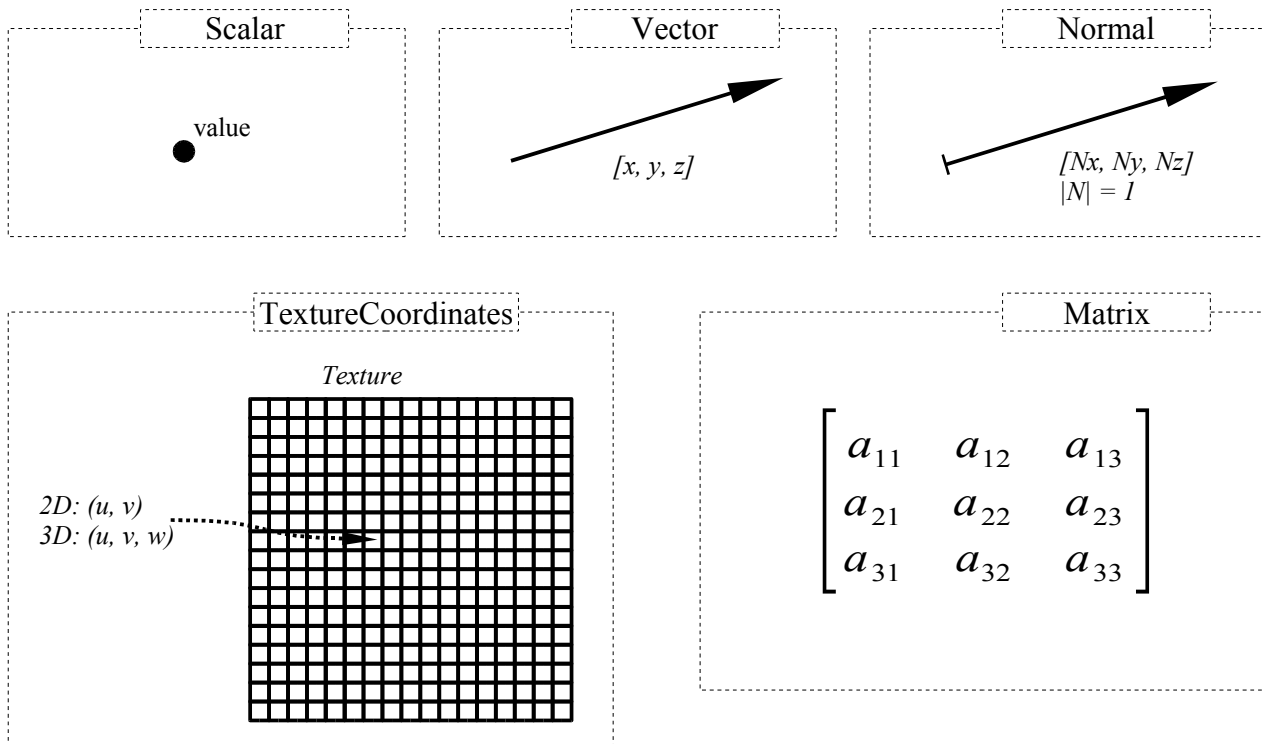 Scalar
value
Vector
[x, y, z]
Normal
[Nx, Ny, Nz]
|N| = 1
TextureCoordinates
Texture
2D: (u, v)
3D: (u, v, w)
Matrix
a11 a12 a13
a21 a22 a23
a31 a32 a33